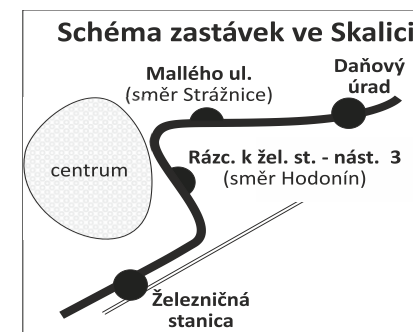 Schéma zastávek ve Skalici
Mallého ul.
(směr Strážnice)
Daňový
úrad
centrum
Rázc. k žel. st. - nást. 3
(směr Hodonín)
Železničná
stanica